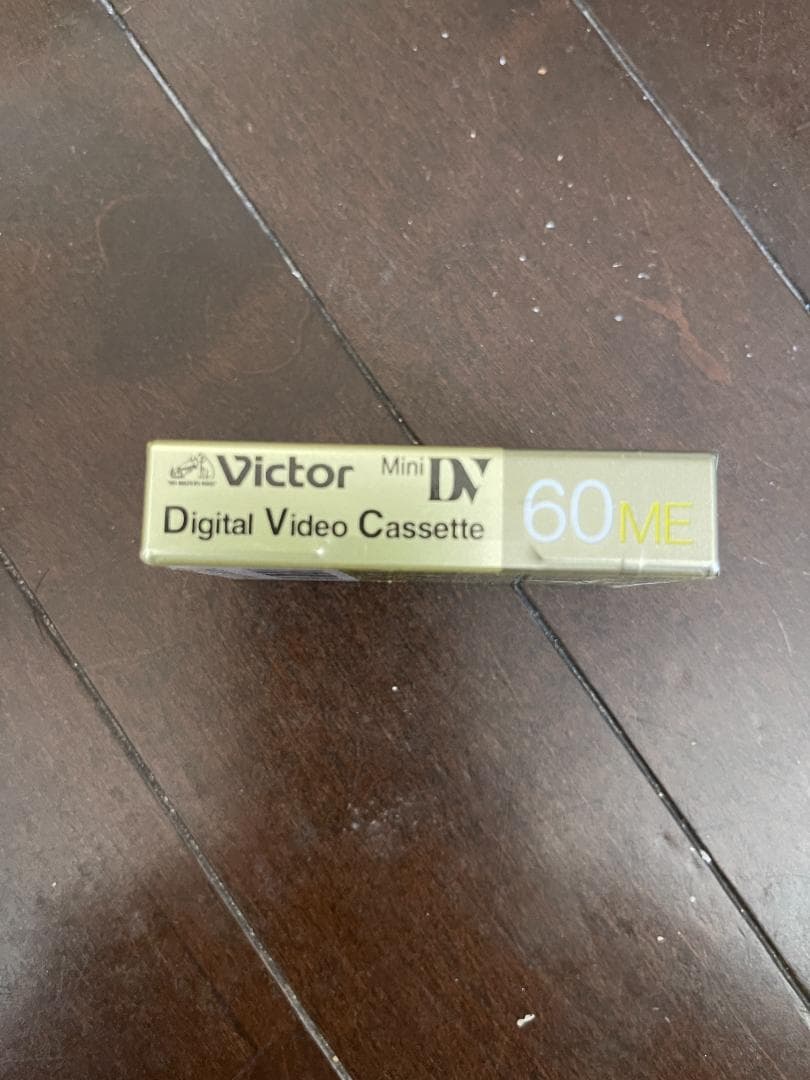 Victor Mini DV
Digital Video Cassette
60ME